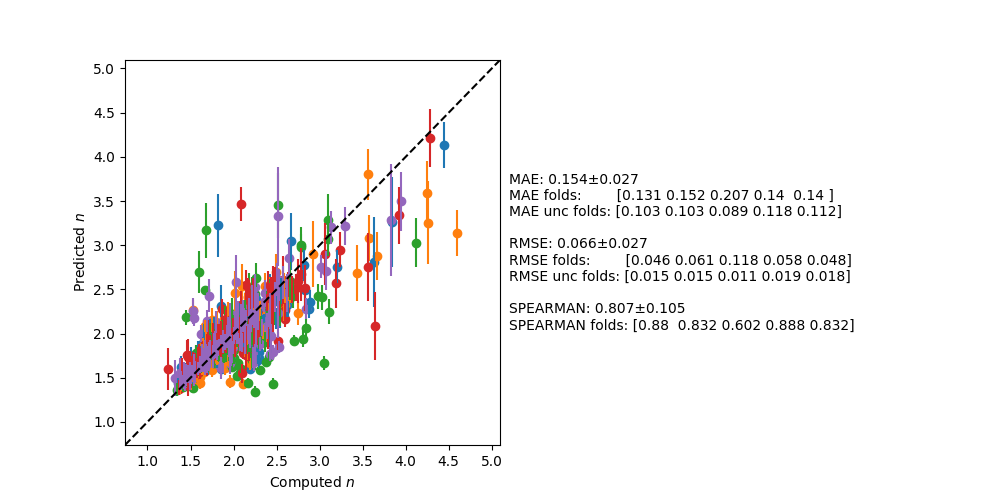 5.0
4.5
4.0
3.5
3.0
2.5
2.0
1.5
1.0
Predicted n
1.0 1.5 2.0 2.5 3.0 3.5 4.0 4.5 5.0
Computed n
MAE: 0.154±0.027
MAE folds: [0.131 0.152 0.207 0.14 0.14 ]
MAE unc folds: [0.103 0.103 0.089 0.118 0.112]
RMSE: 0.066±0.027
RMSE folds: [0.046 0.061 0.118 0.058 0.048]
RMSE unc folds: [0.015 0.015 0.011 0.019 0.018]
SPEARMAN: 0.807±0.105
SPEARMAN folds: [0.88 0.832 0.602 0.888 0.832]